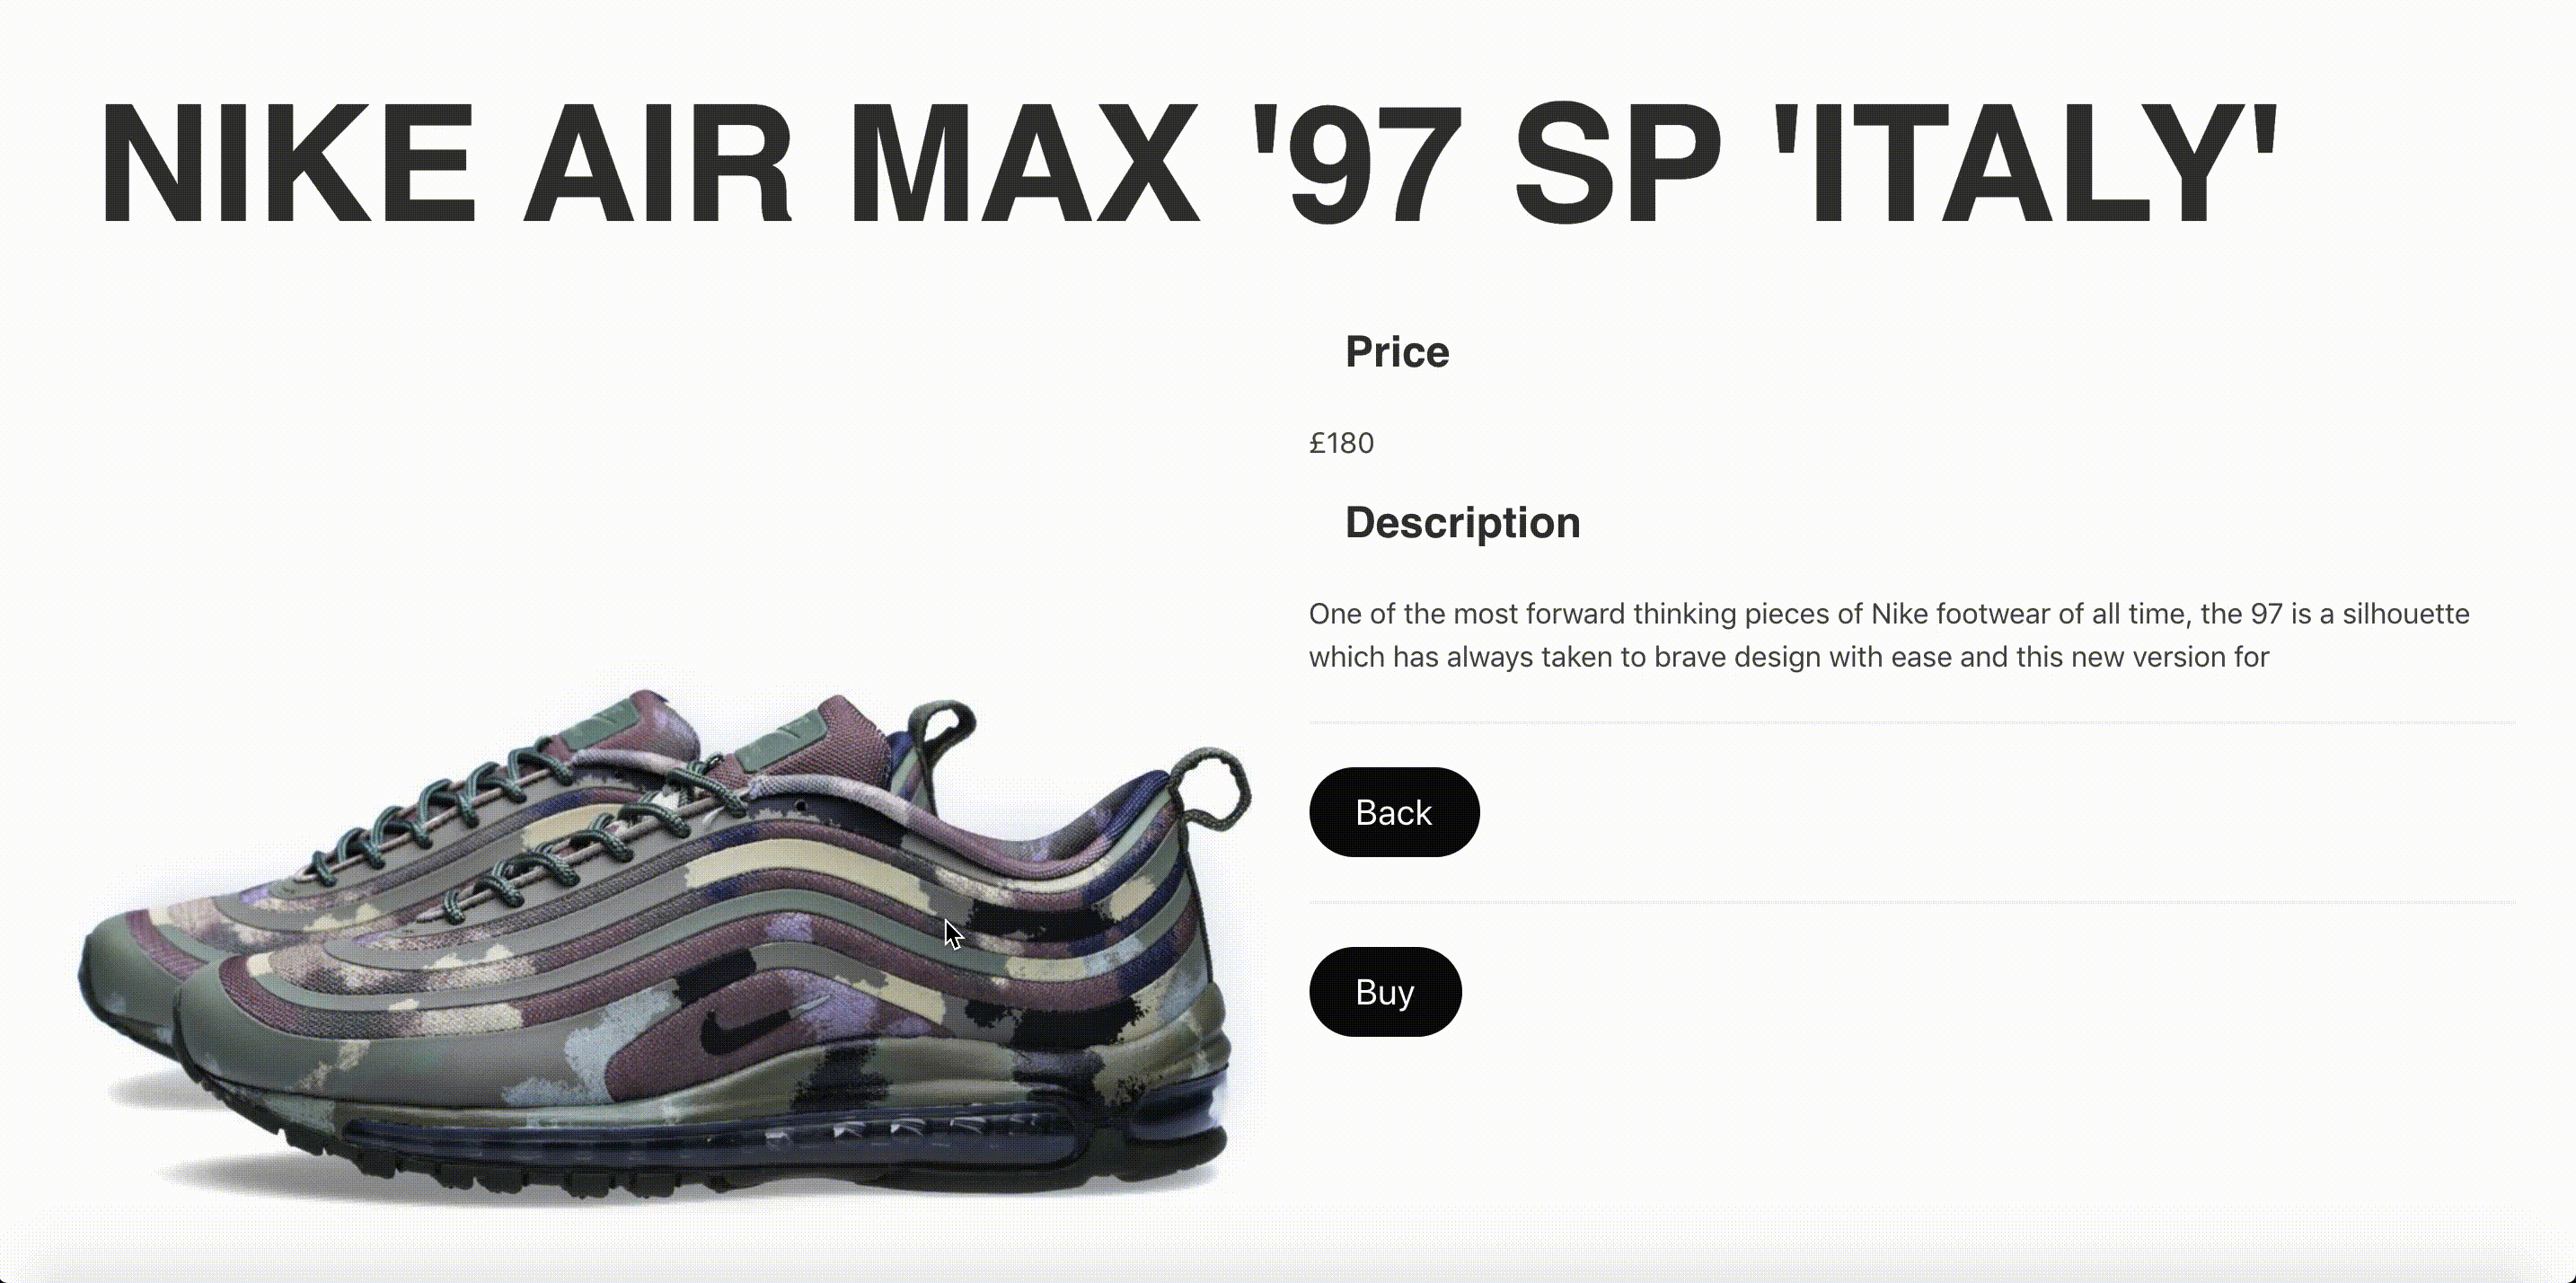 NIKE AIR MAX '97 SP 'ITALY'
Price
£180
Description
One of the most forward thinking pieces of Nike footwear of all time, the 97 is a silhouette
which has always taken to brave design with ease and this new version for
Back
Buy